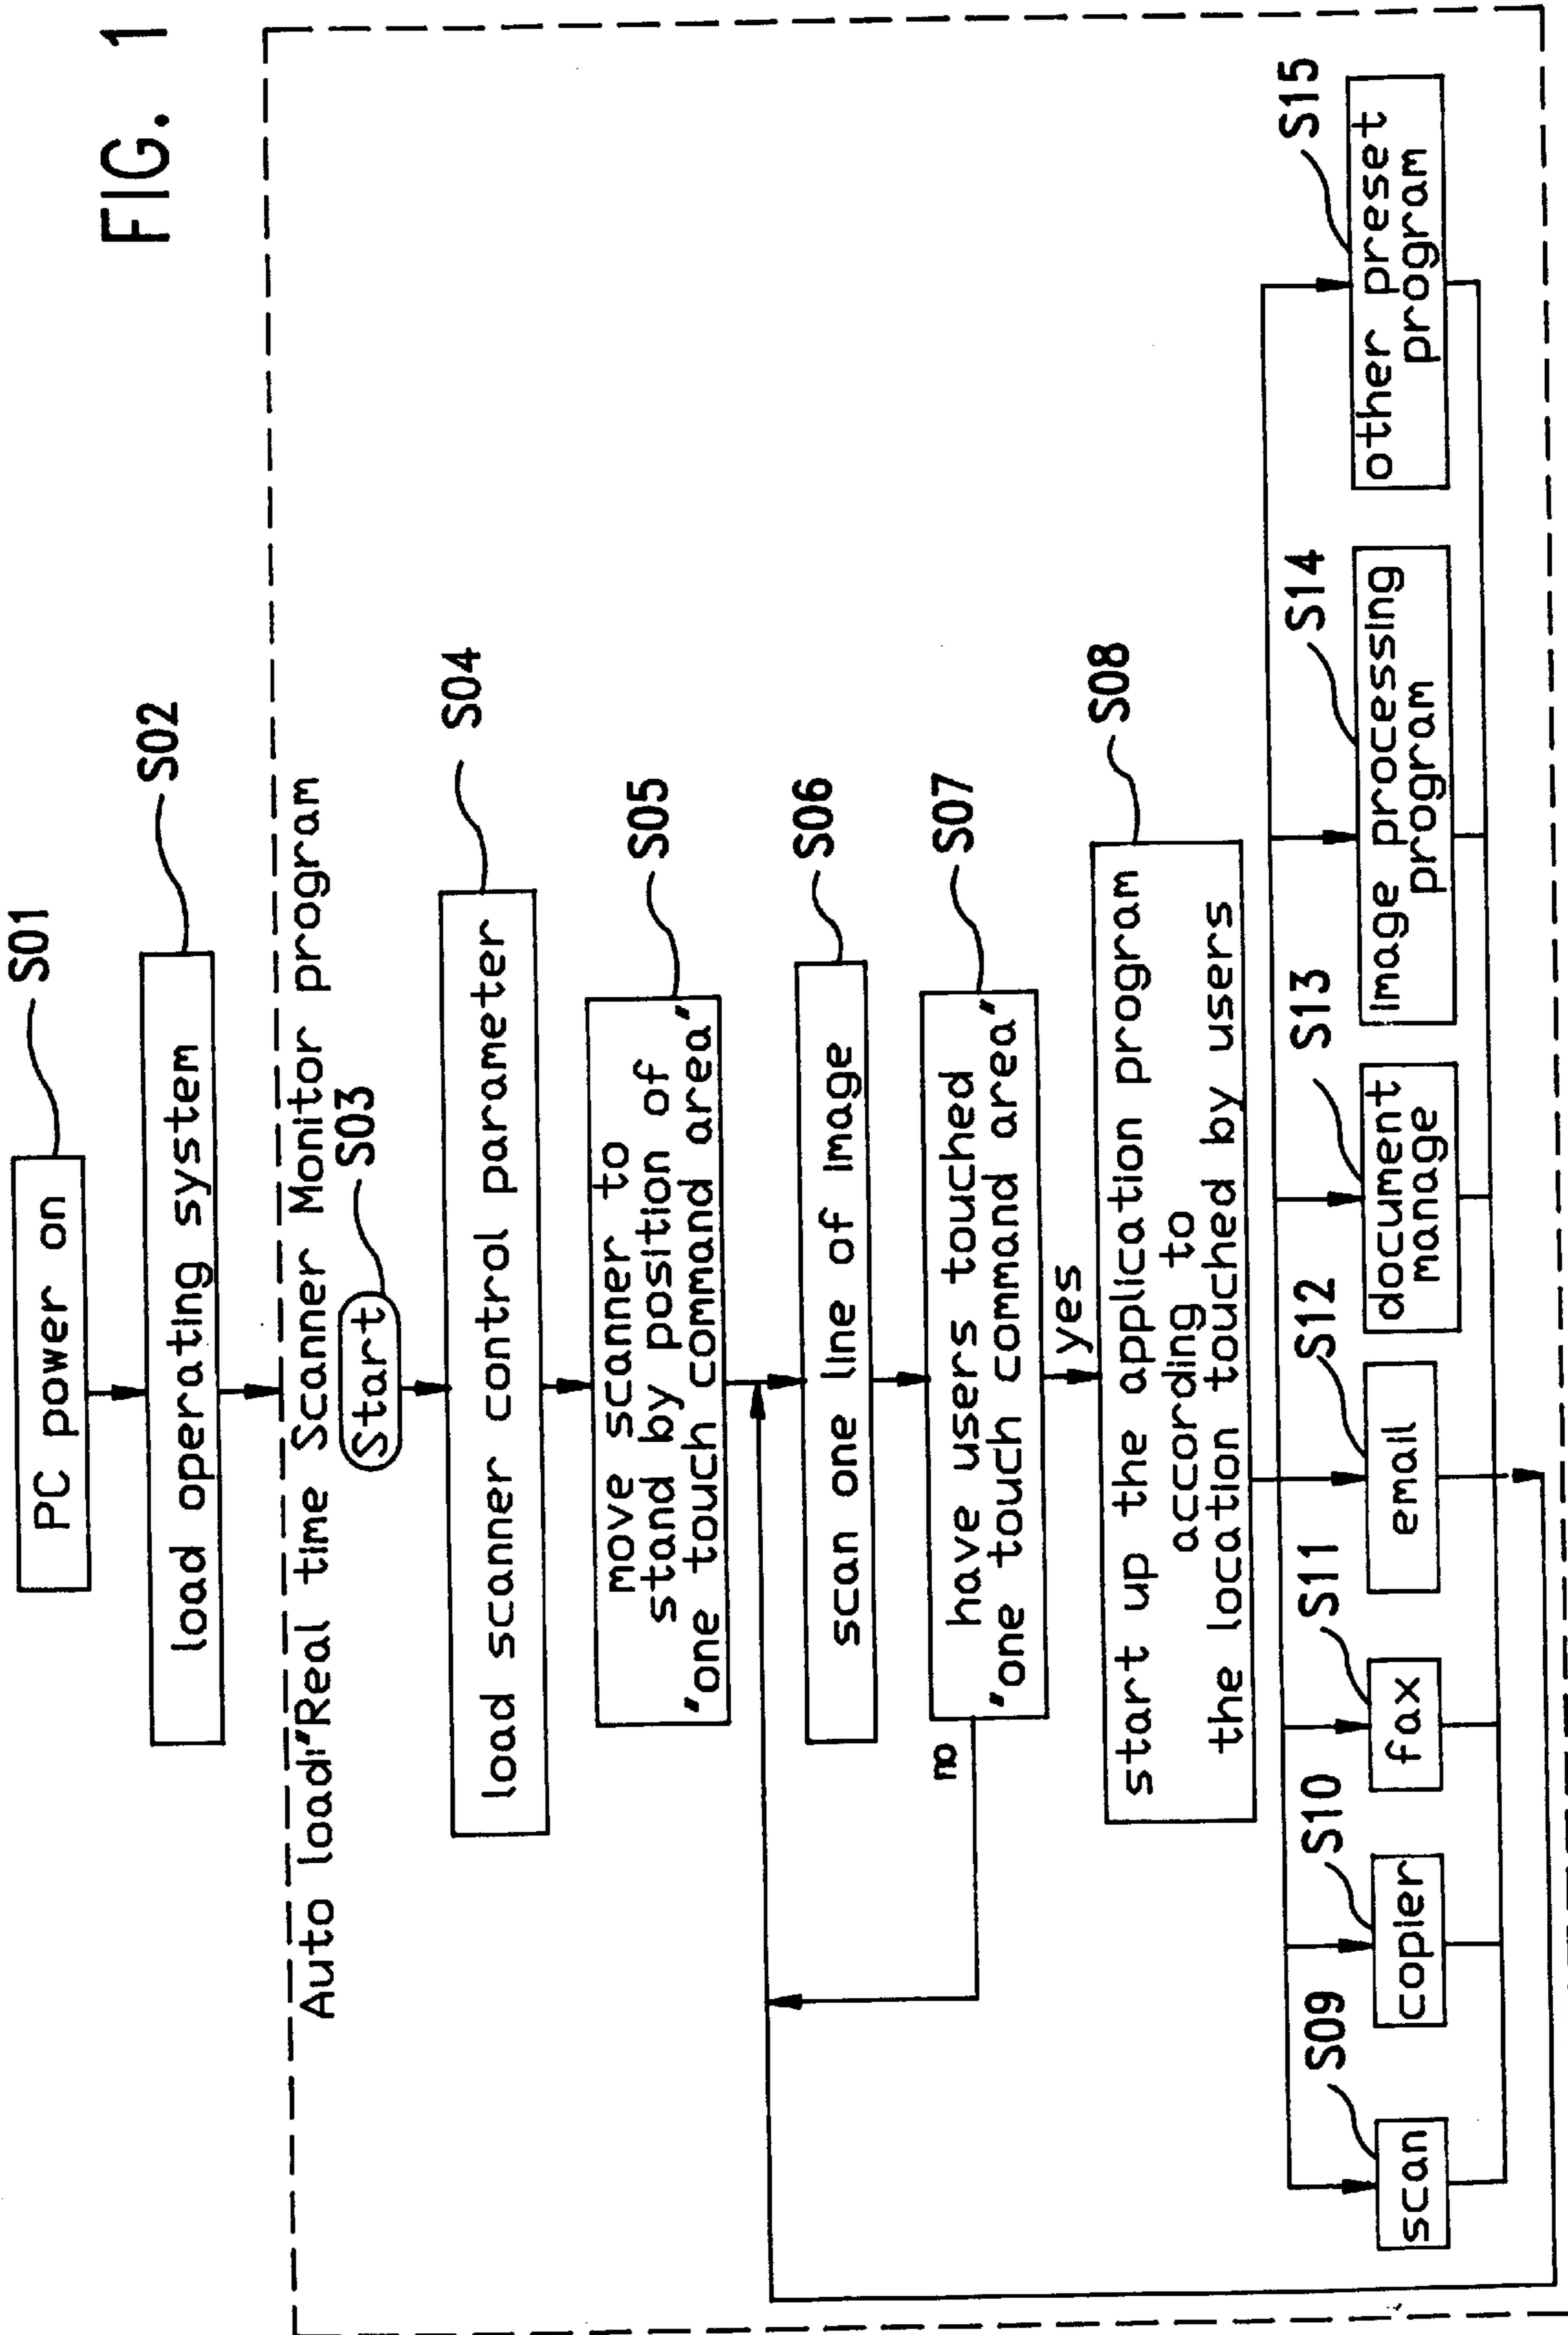 FIG. 1
PC power on
S01
load operating system
S02
Auto load:"Real time Scanner Monitor program
Start
S03
load scanner control parameter
S04
move scanner to
stand by position of
"one touch command area"
S05
scan one line of image
S06
have users touched
"one touch command area"
S07
no
yes
start up the application program
according to
the location touched by users
S08
scan
S09
copier
S10
fax
S11
email
S12
document
manage
S13
image processing
program
S14
other preset
program
S15